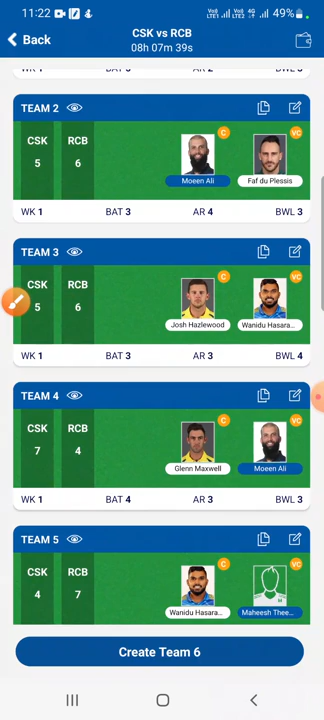 11:22 49%
CSK vs RCB
Back
08h 07m 39s
TEAM 2
C VC
CSK RCB
5 6
Moeen Ali Faf du Plessis
WK 1 BAT 3 AR 4 BWL 3
TEAM 3
C VC
CSK RCB
5 6
Josh Hazlewood Wanidu Hasara...
WK 1 BAT 3 AR 3 BWL 4
TEAM 4
C VC
CSK RCB
7 4
Glenn Maxwell Moeen Ali
WK 1 BAT 4 AR 3 BWL 3
TEAM 5
C VC
CSK RCB
4 7
Wanidu Hasara... Maheesh Thee...
Create Team 6